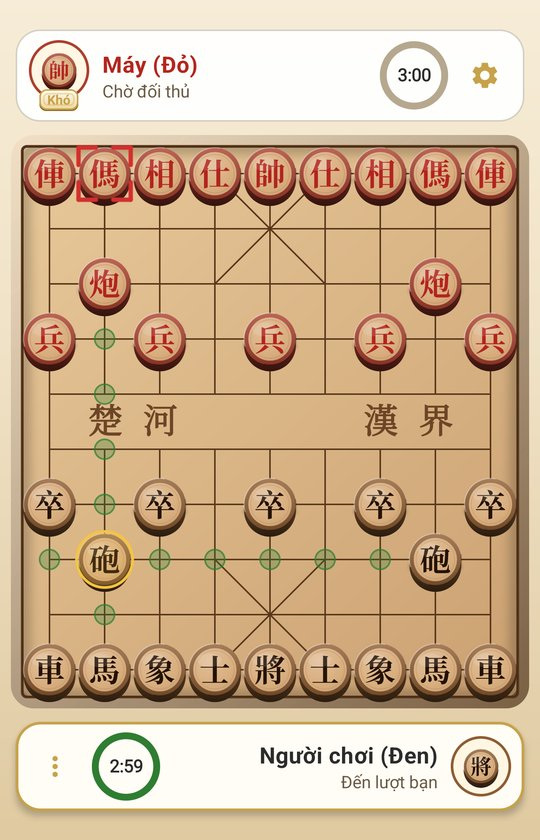 帥
Khó
Máy (Đỏ)
Chờ đối thủ
3:00
俥 傌 相 仕 帥 仕 相 傌 俥
炮 炮
兵 兵 兵 兵 兵
楚 河 漢 界
卒 卒 卒 卒 卒
砲 砲
車 馬 象 士 將 士 象 馬 車
2:59
Người chơi (Đen)
Đến lượt bạn
將